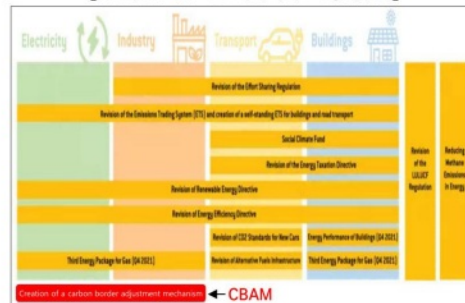 Electricity
Industry
Transport
Buildings
Revision of the Effort Sharing Regulation
Revision of the Emissions Trading System (ETS) and creation of a self-standing ETS for buildings and road transport
Social Climate Fund
Revision of the Energy Taxation Directive
Revision of Renewable Energy Directive
Revision of Energy Efficiency Directive
Revision of CO2 Standards for New Cars
Energy Performance of Buildings (Q4 2021)
Third Energy Package for Gas (Q4 2021)
Revision of Alternative Fuels Infrastructure
Third Energy Package for Gas (Q4 2021)
Creation of a carbon border adjustment mechanism
CBAM
Revision
of the
LULUCF
Regulation
Reducing
Methane
Emissions
in Energy